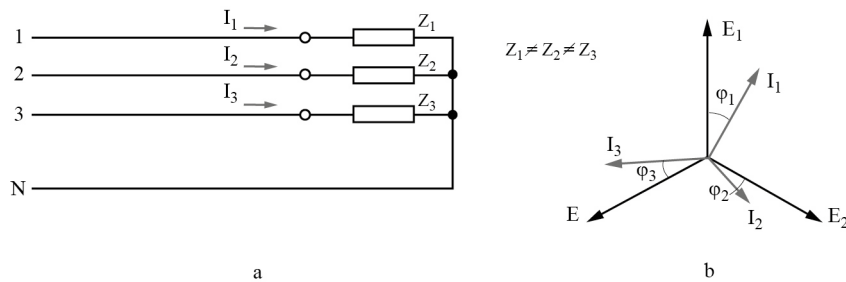 I₁
1
Z₁
I₂
2
Z₂
I₃
3
Z₃
N
a
Z₁ ≠ Z₂ ≠ Z₃
E₁
I₁
φ₁
I₃
φ₃
φ₂
E
I₂
E₂
b